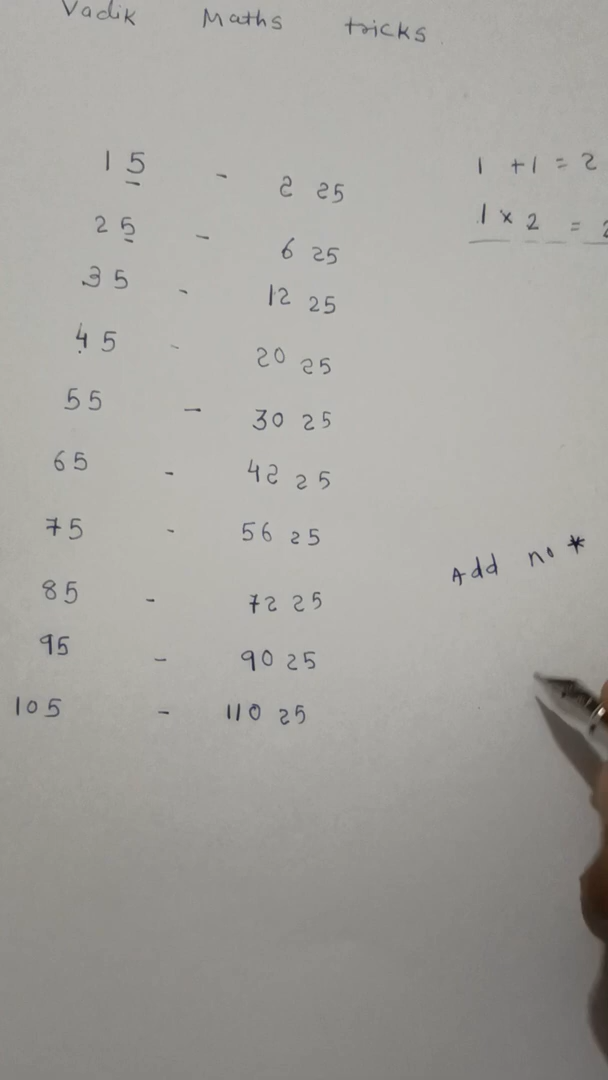 Vadik Maths tricks
15 - 2 25
25 - 6 25
35 - 12 25
45 - 20 25
55 - 30 25
65 - 42 25
75 - 56 25
85 - 72 25
95 - 90 25
105 - 110 25
1 + 1 = 2
1 x 2 = 2
Add no *